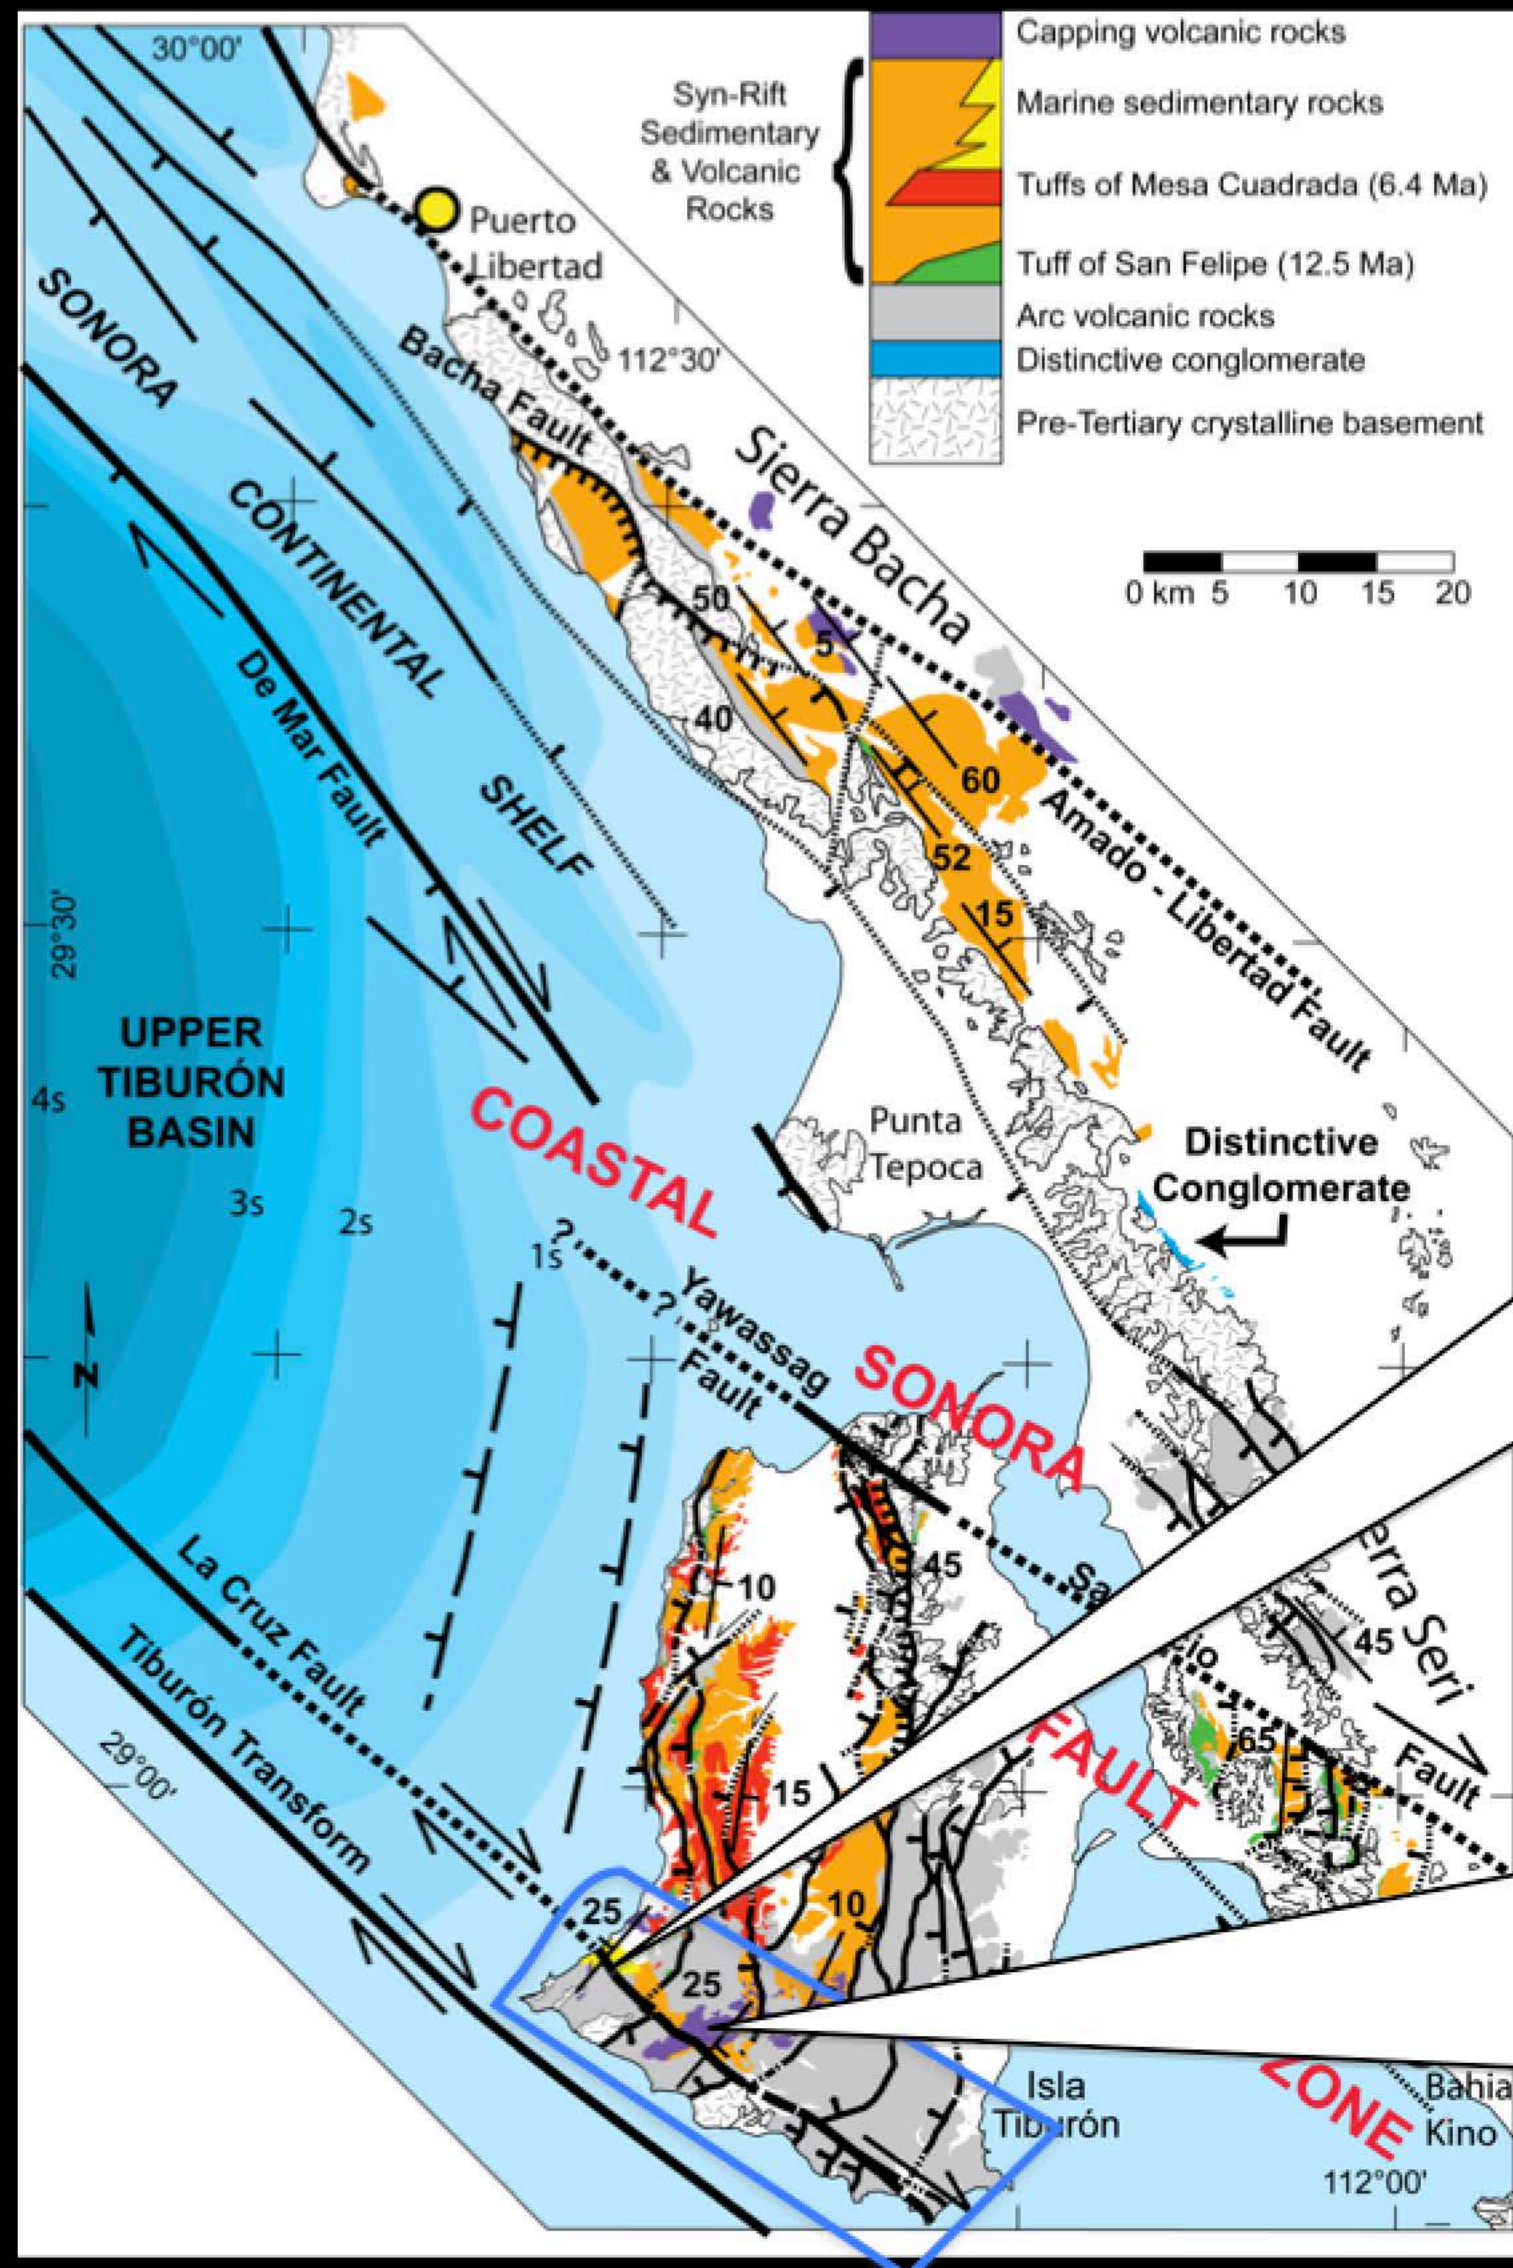 30°00'
Capping volcanic rocks
Syn-Rift
Sedimentary
& Volcanic
Rocks
Marine sedimentary rocks
Tuffs of Mesa Cuadrada (6.4 Ma)
Tuff of San Felipe (12.5 Ma)
Arc volcanic rocks
Distinctive conglomerate
Pre-Tertiary crystalline basement
Puerto
Libertad
112°30'
SONORA
CONTINENTAL
SHELF
Bacha Fault
Sierra Bacha
0 km 5 10 15 20
50
5
40
60
52
15
De Mar Fault
Amado - Libertad Fault
29°30'
UPPER
TIBURÓN
BASIN
4s
3s
2s
1s
COASTAL
SONORA
FAULT
ZONE
Punta
Tepoca
Distinctive
Conglomerate
?
?
Yawassag
Fault
N
Sa
45
10
15
La Cruz Fault
Tiburón Transform
29°00'
erra Seri
45
io
65
Fault
25
10
25
Isla
Tiburón
Bahia
Kino
112°00'